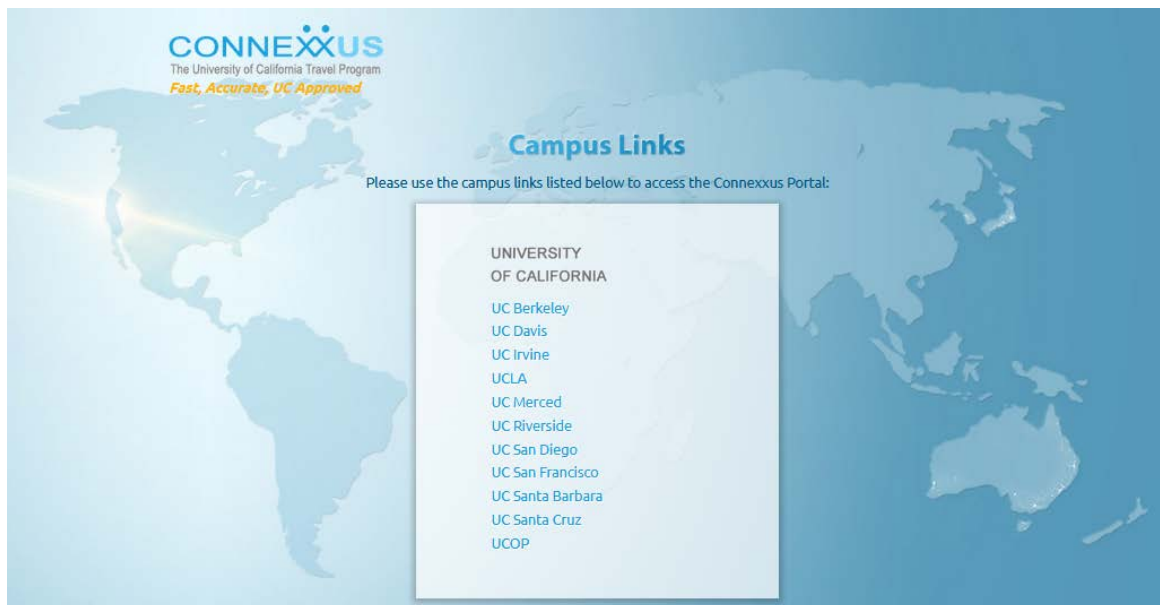 CONNEXXUS
The University of California Travel Program
Fast, Accurate, UC Approved
Campus Links
Please use the campus links listed below to access the Connexxus Portal:
UNIVERSITY
OF CALIFORNIA
UC Berkeley
UC Davis
UC Irvine
UCLA
UC Merced
UC Riverside
UC San Diego
UC San Francisco
UC Santa Barbara
UC Santa Cruz
UCOP